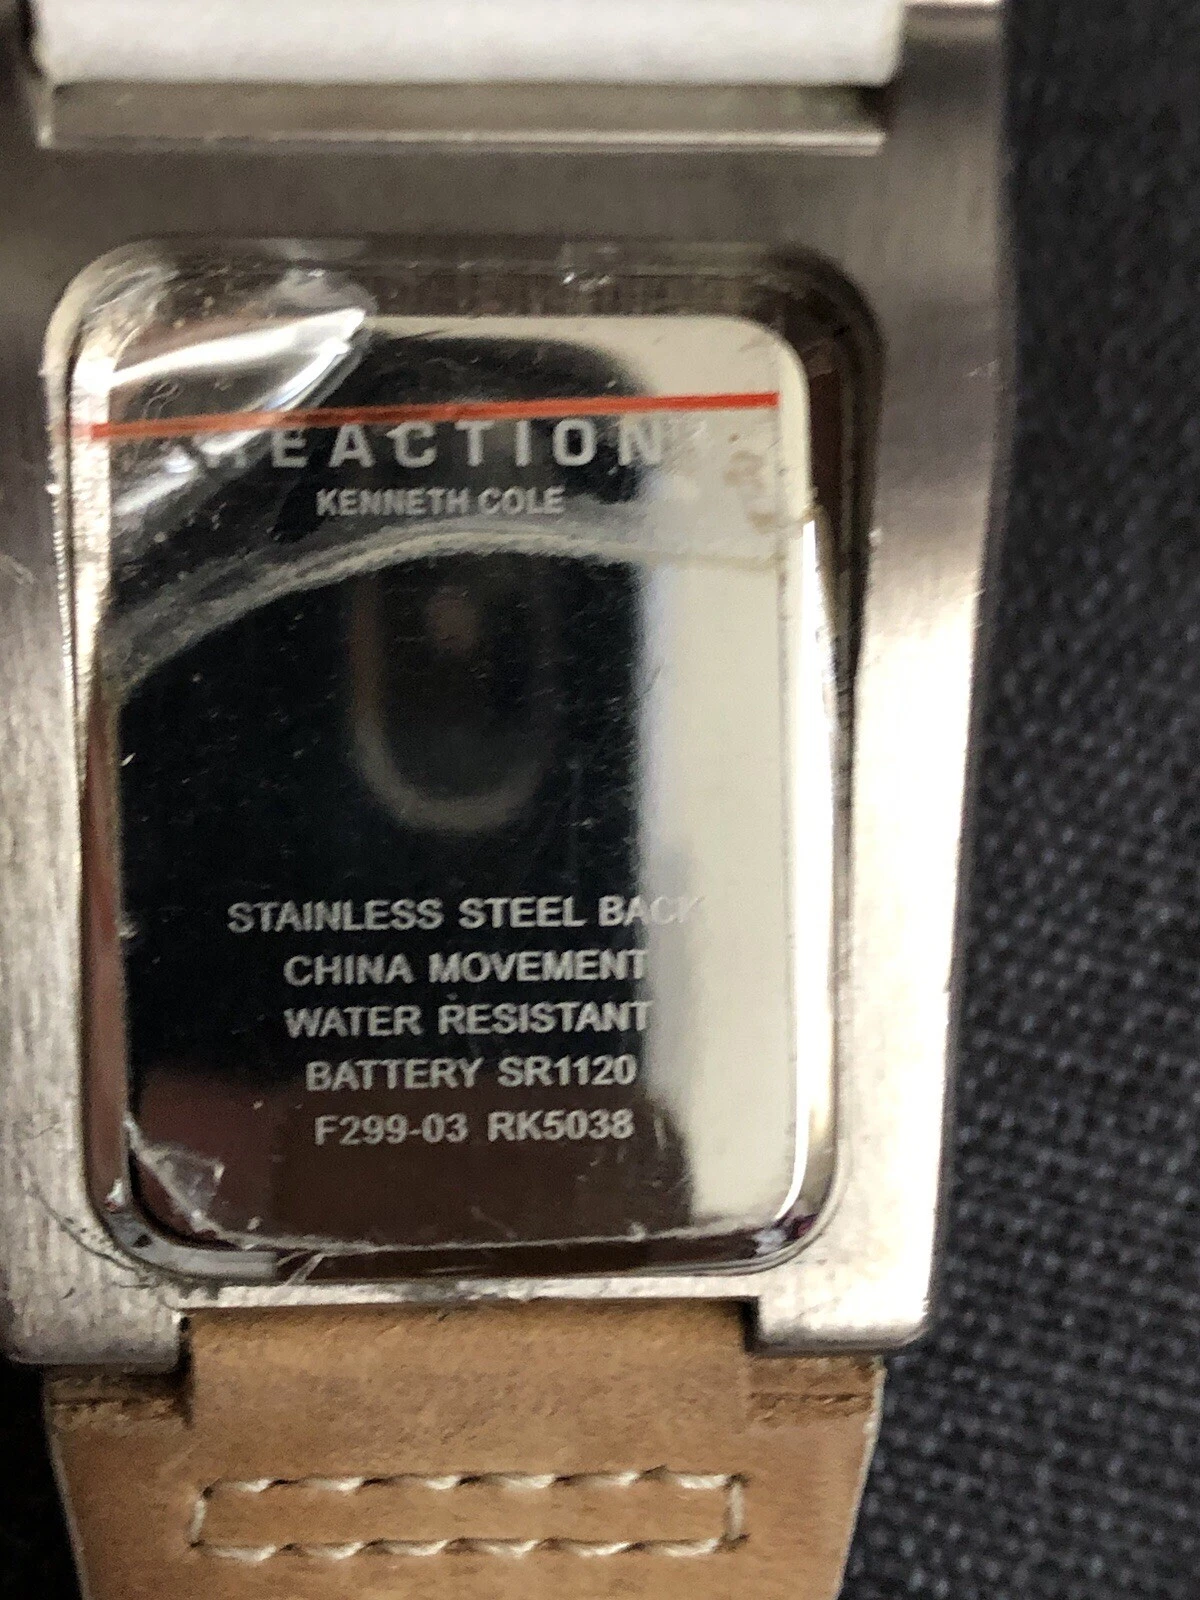 REACTION
KENNETH COLE
STAINLESS STEEL BACK
CHINA MOVEMENT
WATER RESISTANT
BATTERY SR1120
F299-03 RK5038